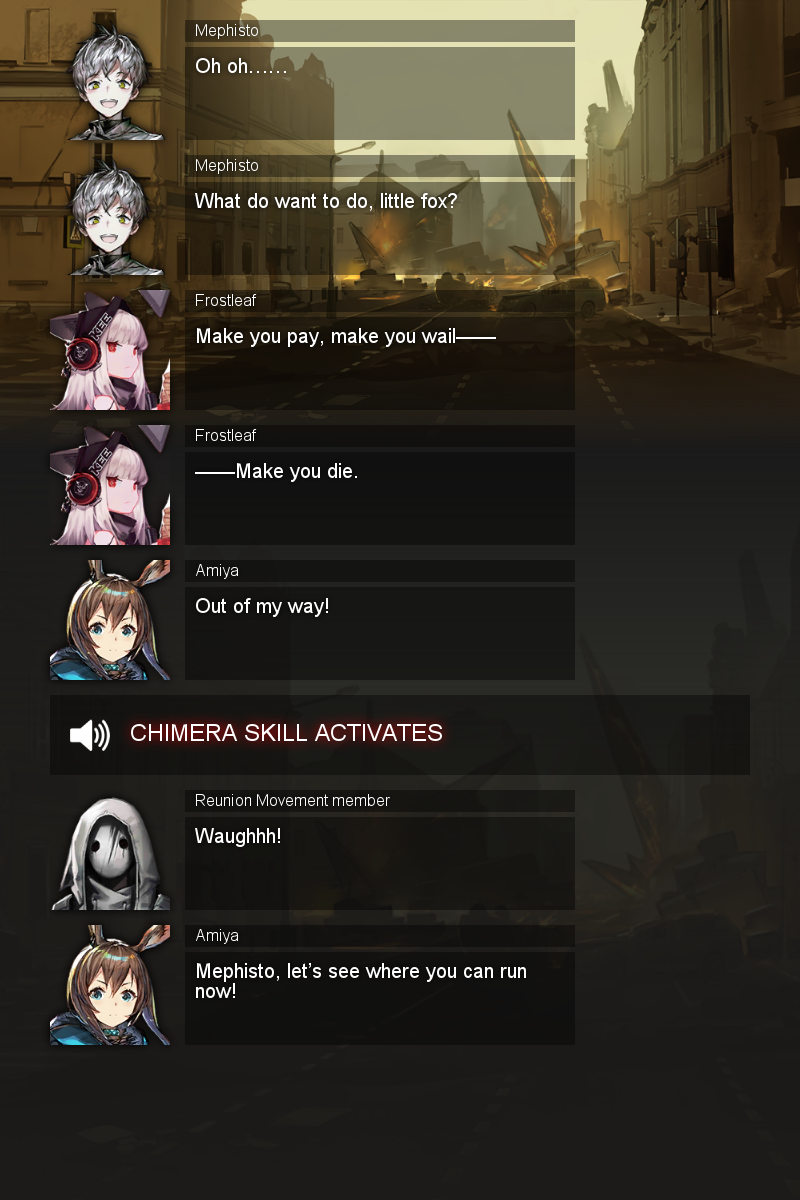 Mephisto
Oh oh……
Mephisto
What do want to do, little fox?
Frostleaf
KEE
Make you pay, make you wail——
Frostleaf
KEE
——Make you die.
Amiya
Out of my way!
CHIMERA SKILL ACTIVATES
Reunion Movement member
Waughhh!
Amiya
Mephisto, let's see where you can run
now!